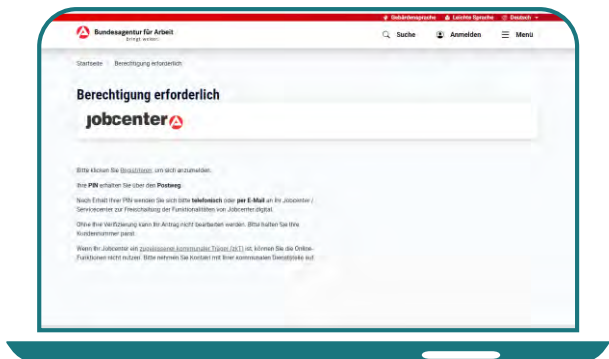 Gebärdensprache Leichte Sprache Deutsch
Bundesagentur für Arbeit
bringt weiter.
Suche Anmelden Menü
Startseite Berechtigung erforderlich
Berechtigung erforderlich
jobcenter
Bitte klicken Sie Registrieren, um sich anzumelden.
Ihre PIN erhalten Sie über den Postweg.
Nach Erhalt Ihrer PIN wenden Sie sich bitte telefonisch oder per E-Mail an Ihr Jobcenter /
Servicecenter zur Freischaltung der Funktionalitäten von Jobcenter.digital.
Ohne Ihre Verifizierung kann Ihr Antrag nicht bearbeitet werden. Bitte halten Sie Ihre
Kundennummer parat.
Wenn Ihr Jobcenter ein zugelassener kommunaler Träger (zkT) ist, können Sie die Online-
Funktionen nicht nutzen. Bitte nehmen Sie Kontakt mit Ihrer kommunalen Dienststelle auf.